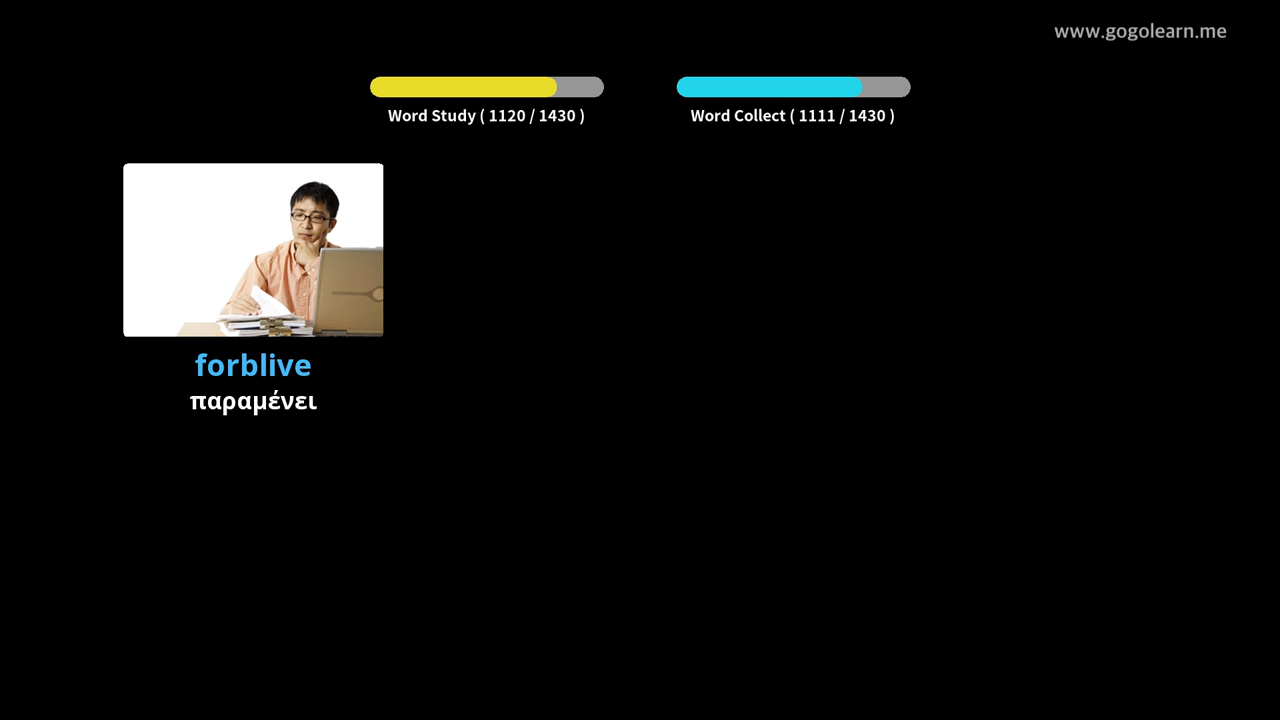 www.gogolearn.me
Word Study ( 1120 / 1430 )
Word Collect ( 1111 / 1430 )
forblive
παραμένει